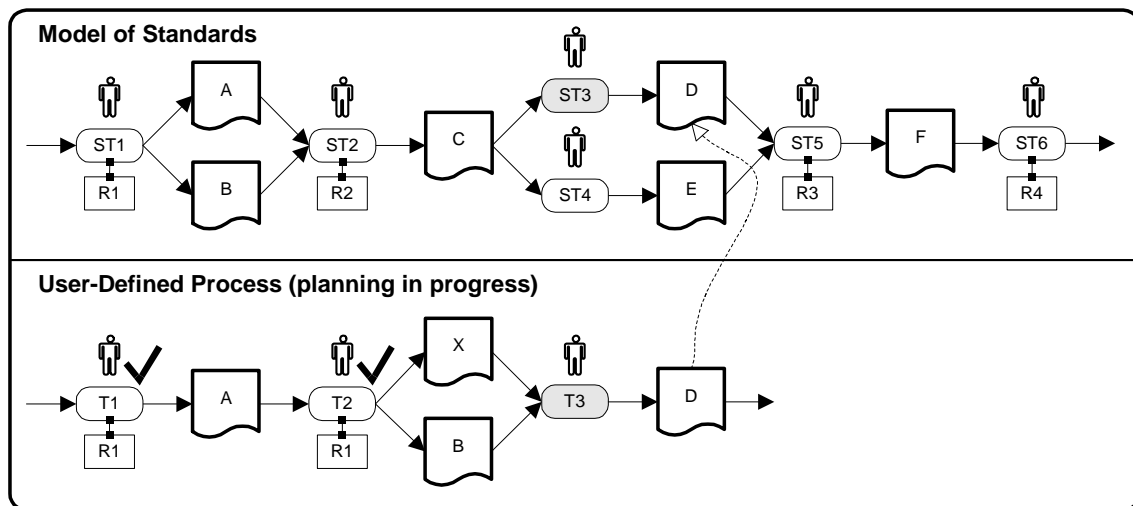 Model of Standards
A
ST3
D
ST1
ST2
C
ST5
F
ST6
B
ST4
E
R1
R2
R3
R4
User-Defined Process (planning in progress)
X
T1
A
T2
T3
D
B
R1
R1